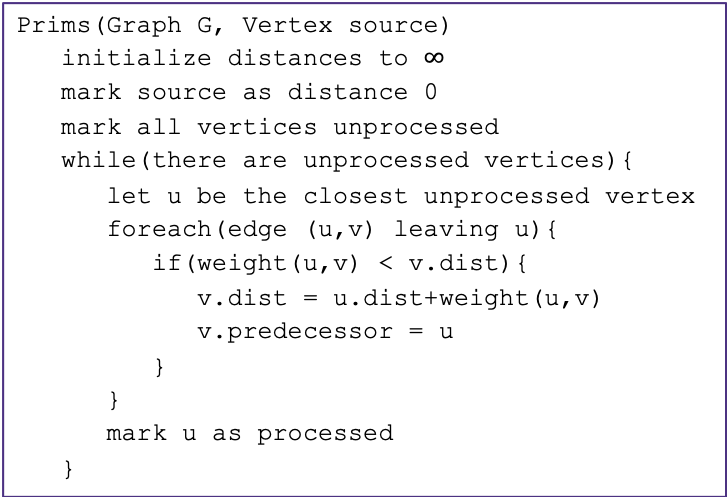 Prims(Graph G, Vertex source)
initialize distances to ∞
mark source as distance 0
mark all vertices unprocessed
while(there are unprocessed vertices){
let u be the closest unprocessed vertex
foreach(edge (u,v) leaving u){
if(weight(u,v) < v.dist){
v.dist = u.dist+weight(u,v)
v.predecessor = u
}
}
mark u as processed
}